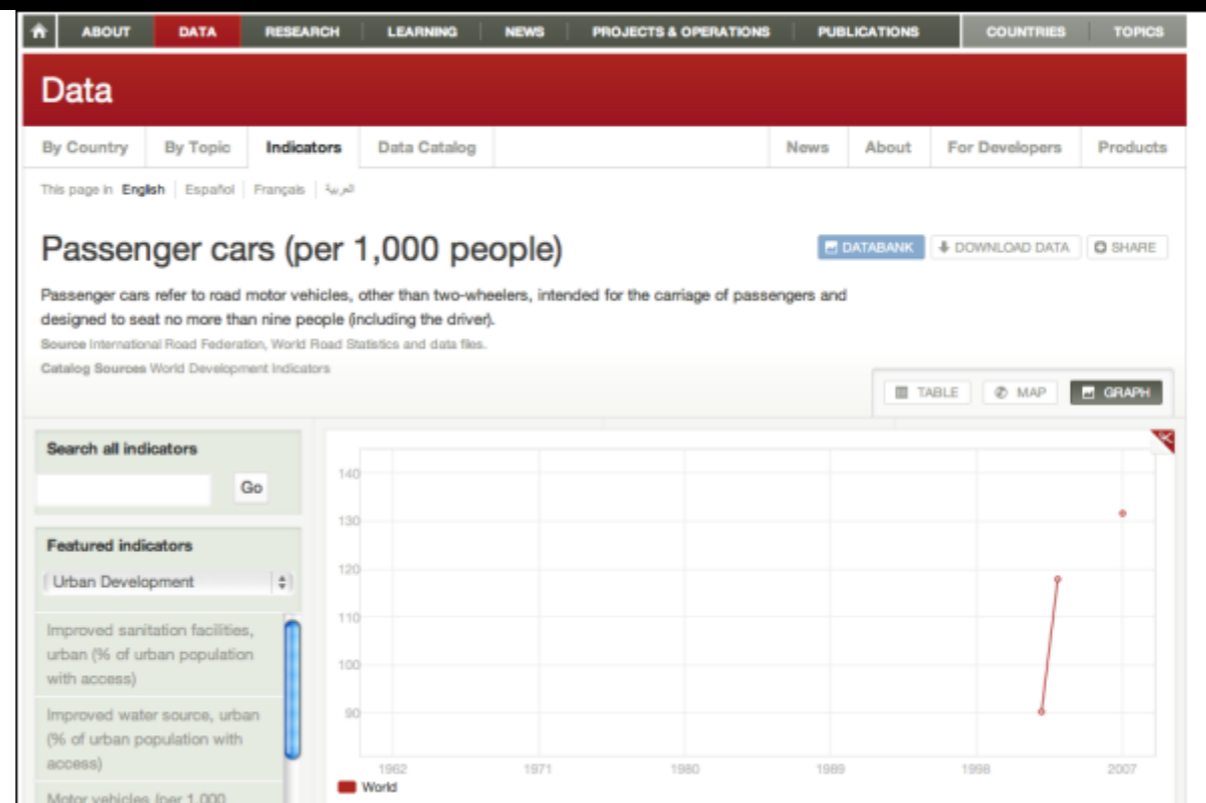 ABOUT DATA RESEARCH LEARNING NEWS PROJECTS & OPERATIONS PUBLICATIONS COUNTRIES TOPICS
Data
By Country By Topic Indicators Data Catalog News About For Developers Products
This page in English Español Français العربية
Passenger cars (per 1,000 people)
DATABANK DOWNLOAD DATA SHARE
Passenger cars refer to road motor vehicles, other than two-wheelers, intended for the carriage of passengers and
designed to seat no more than nine people (including the driver).
Source International Road Federation, World Road Statistics and data files.
Catalog Sources World Development Indicators
TABLE MAP GRAPH
Search all indicators
Go
Featured indicators
Urban Development
Improved sanitation facilities,
urban (% of urban population
with access)
Improved water source, urban
(% of urban population with
access)
Motor vehicles (per 1,000
140
130
120
110
100
90
1962 1971 1980 1989 1998 2007
World